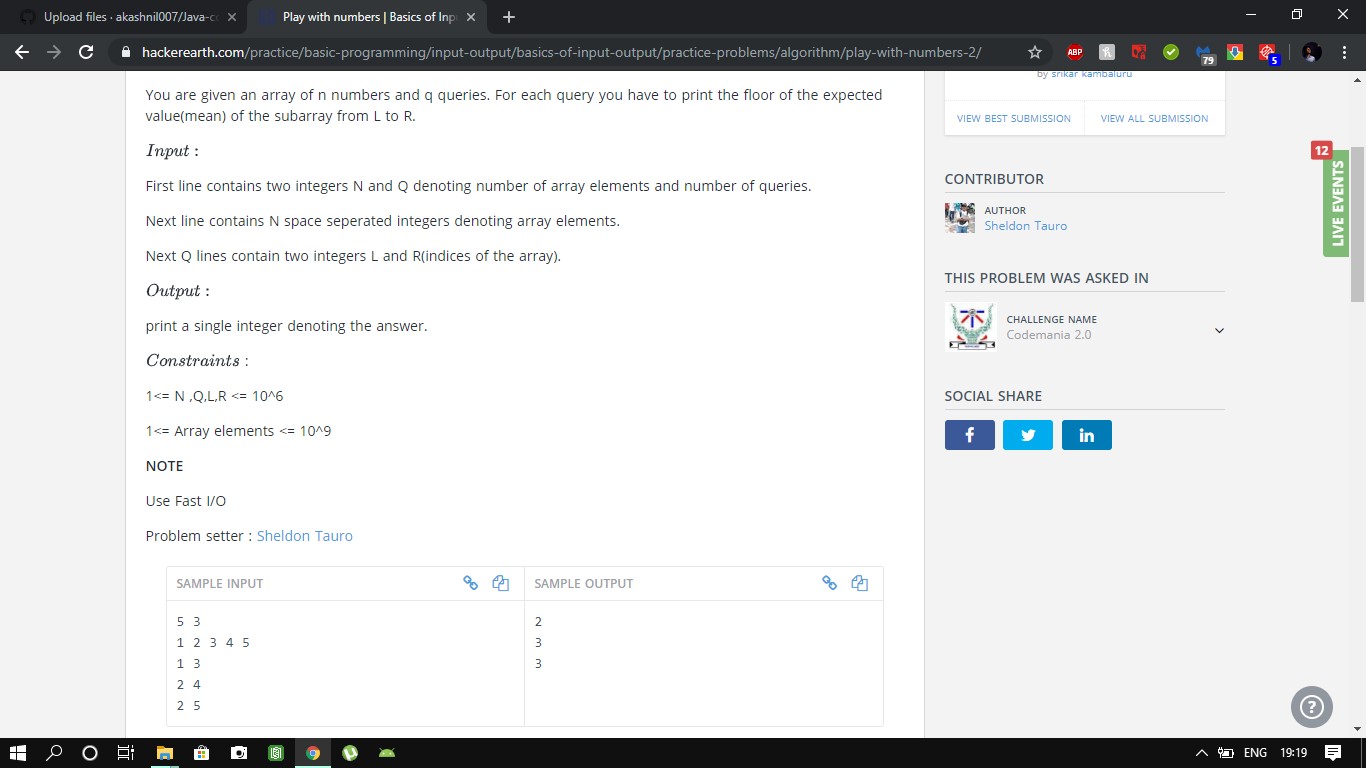 Upload files · akashnil007/Java-cc
Play with numbers | Basics of Inp
hackerearth.com/practice/basic-programming/input-output/basics-of-input-output/practice-problems/algorithm/play-with-numbers-2/
ABP
79
5
You are given an array of n numbers and q queries. For each query you have to print the floor of the expected
value(mean) of the subarray from L to R.
Input :
First line contains two integers N and Q denoting number of array elements and number of queries.
Next line contains N space seperated integers denoting array elements.
Next Q lines contain two integers L and R(indices of the array).
Output :
print a single integer denoting the answer.
Constraints :
1<= N ,Q,L,R <= 10^6
1<= Array elements <= 10^9
NOTE
Use Fast I/O
Problem setter : Sheldon Tauro
SAMPLE INPUT
5 3
1 2 3 4 5
1 3
2 4
2 5
SAMPLE OUTPUT
2
3
3
by srikar kambaluru
VIEW BEST SUBMISSION
VIEW ALL SUBMISSION
CONTRIBUTOR
AUTHOR
Sheldon Tauro
THIS PROBLEM WAS ASKED IN
CHALLENGE NAME
Codemania 2.0
SOCIAL SHARE
12
LIVE EVENTS
ENG
19:19